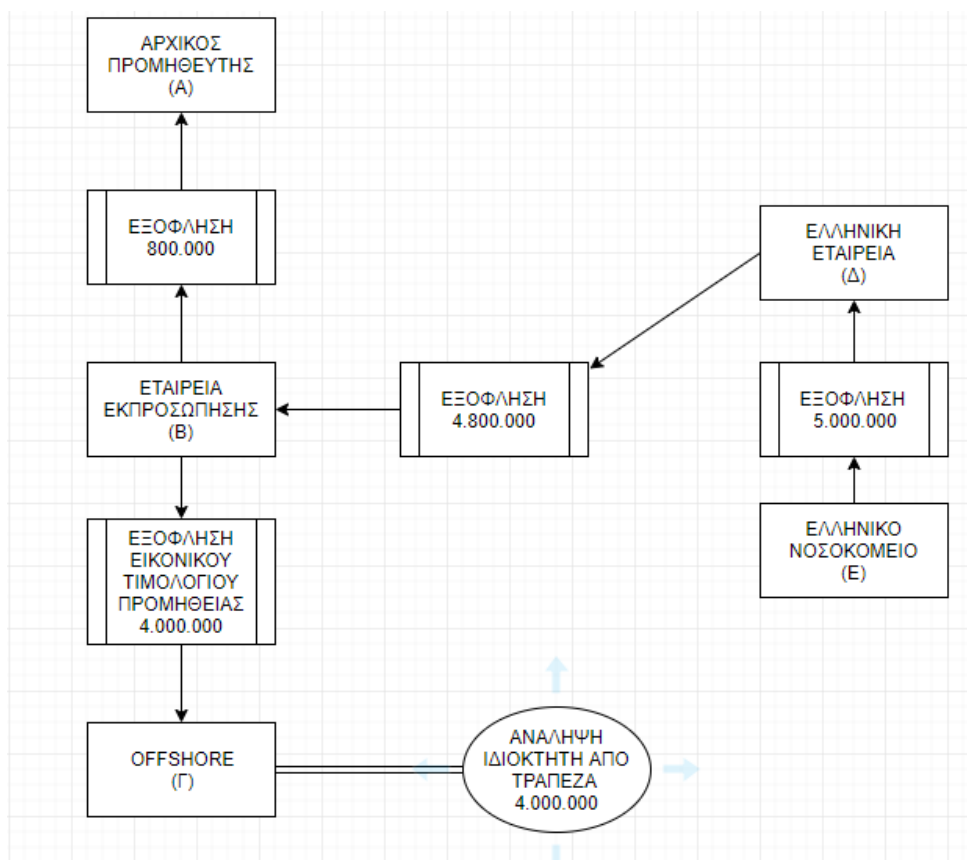 ΑΡΧΙΚΟΣ
ΠΡΟΜΗΘΕΥΤΗΣ
(Α)
ΕΞΟΦΛΗΣΗ
800.000
ΕΛΛΗΝΙΚΗ
ΕΤΑΙΡΕΙΑ
(Δ)
ΕΤΑΙΡΕΙΑ
ΕΚΠΡΟΣΩΠΗΣΗΣ
(Β)
ΕΞΟΦΛΗΣΗ
4.800.000
ΕΞΟΦΛΗΣΗ
5.000.000
ΕΞΟΦΛΗΣΗ
ΕΙΚΟΝΙΚΟΥ
ΤΙΜΟΛΟΓΙΟΥ
ΠΡΟΜΗΘΕΙΑΣ
4.000.000
ΕΛΛΗΝΙΚΟ
ΝΟΣΟΚΟΜΕΙΟ
(Ε)
OFFSHORE
(Γ)
ΑΝΑΛΗΨΗ
ΙΔΙΟΚΤΗΤΗ ΑΠΟ
ΤΡΑΠΕΖΑ
4.000.000